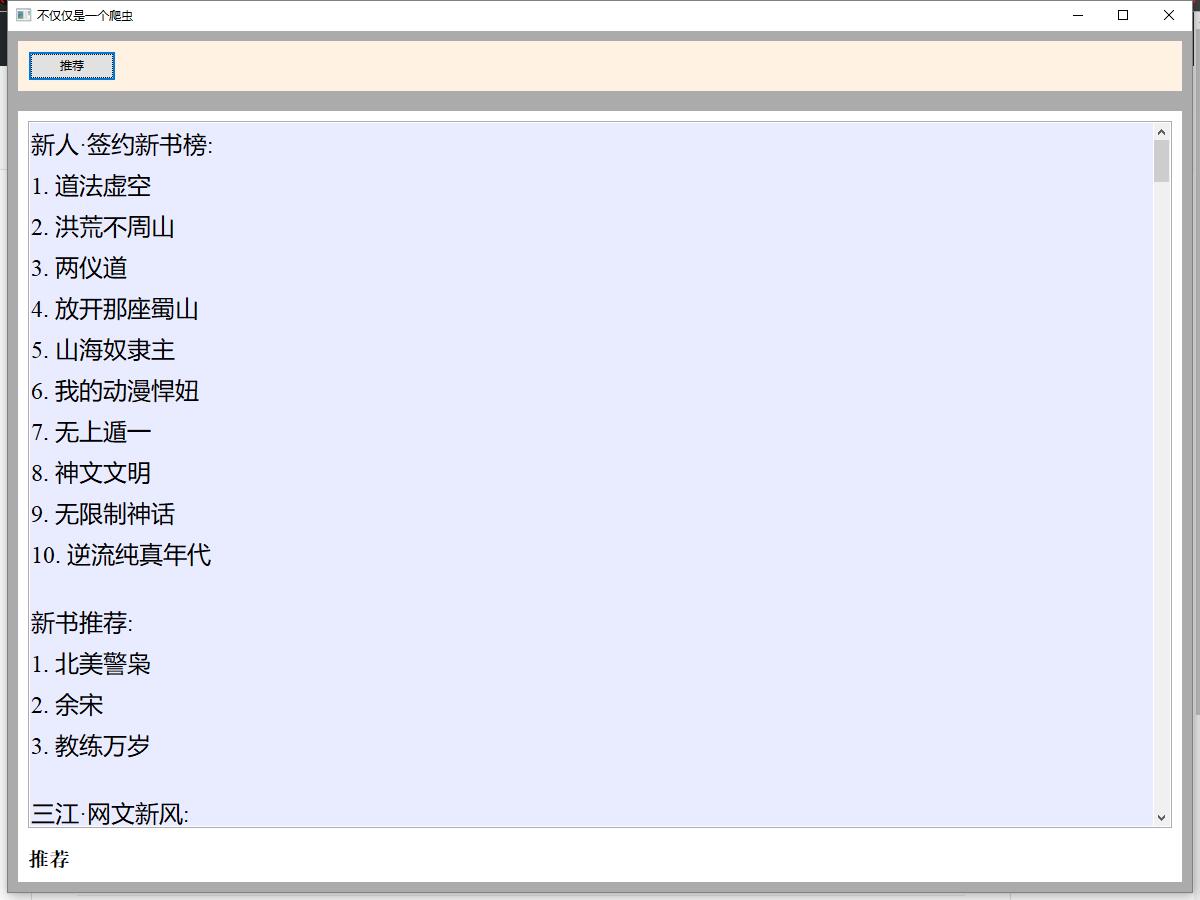 不仅仅是一个爬虫
推荐
新人·签约新书榜:
1. 道法虚空
2. 洪荒不周山
3. 两仪道
4. 放开那座蜀山
5. 山海奴隶主
6. 我的动漫悍妞
7. 无上遁一
8. 神文文明
9. 无限制神话
10. 逆流纯真年代
新书推荐:
1. 北美警枭
2. 余宋
3. 教练万岁
三江·网文新风:
推荐